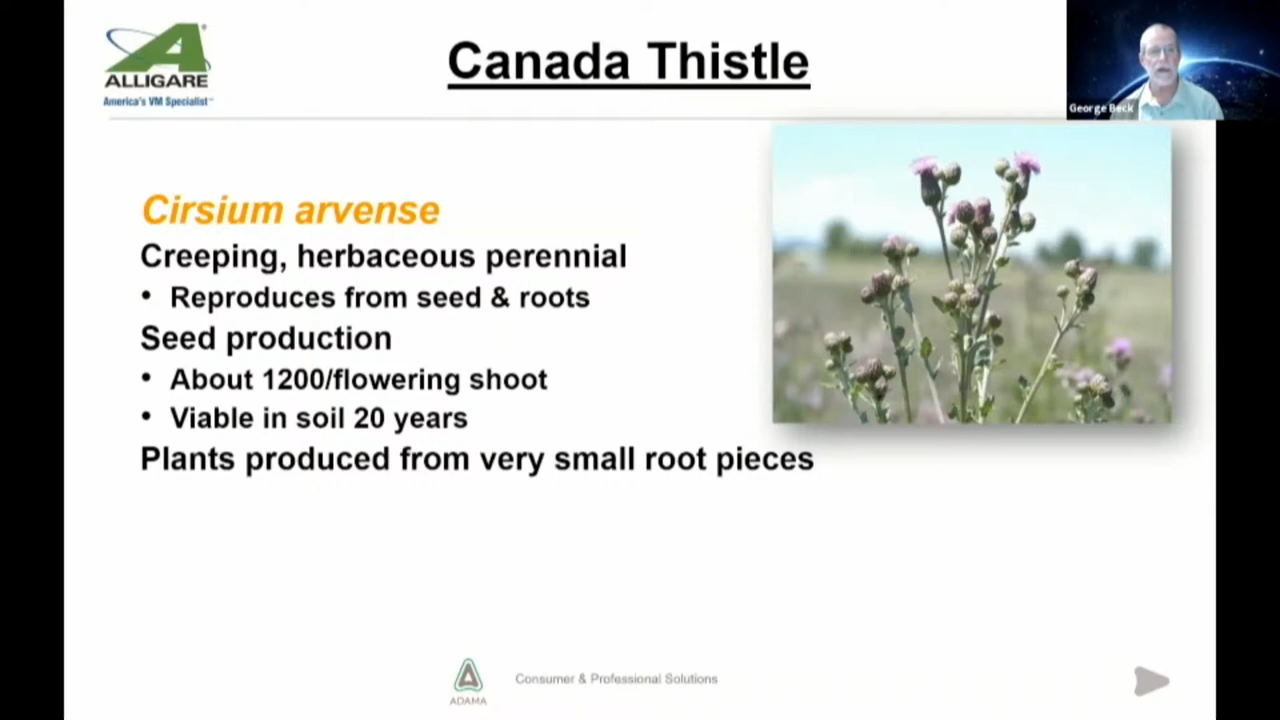 ALLIGARE
America's VM Specialist™
Canada Thistle
George Beck
Cirsium arvense
Creeping, herbaceous perennial
• Reproduces from seed & roots
Seed production
• About 1200/flowering shoot
• Viable in soil 20 years
Plants produced from very small root pieces
ADAMA
Consumer & Professional Solutions